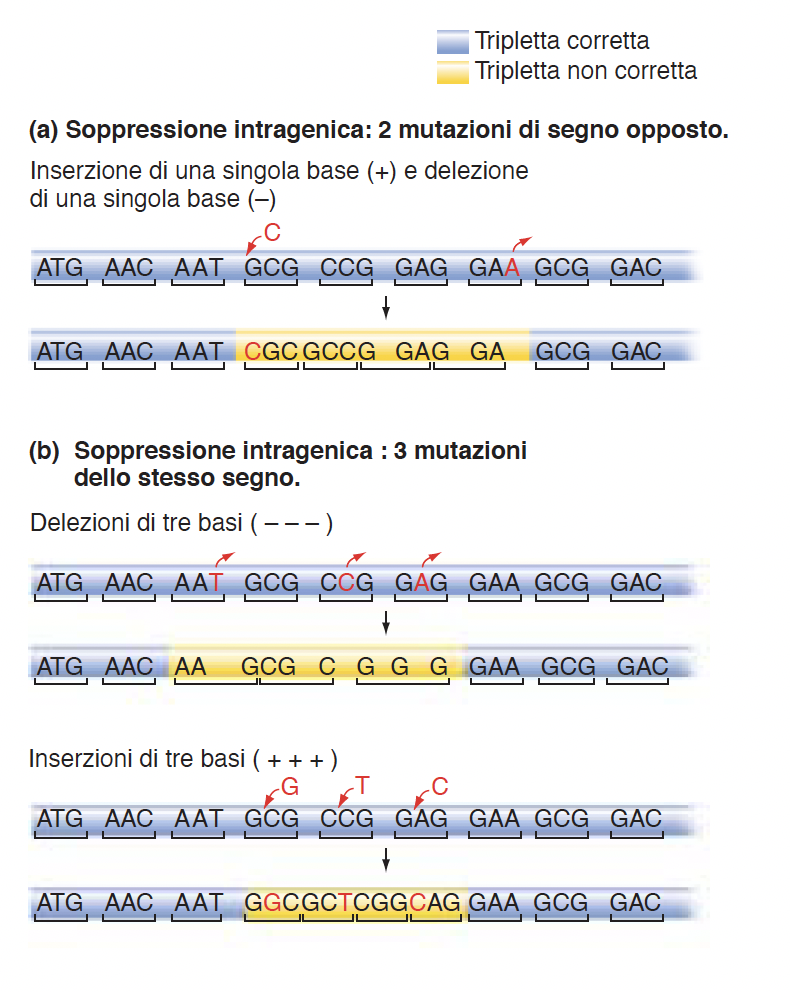 Tripletta corretta
Tripletta non corretta
(a) Soppressione intragenica: 2 mutazioni di segno opposto.
Inserzione di una singola base (+) e delezione
di una singola base (–)
C
ATG AAC AAT GCG CCG GAG GAA GCG GAC
ATG AAC AAT CGC GCCG GAG GA GCG GAC
(b) Soppressione intragenica : 3 mutazioni
dello stesso segno.
Delezioni di tre basi ( – – – )
ATG AAC AAT GCG CCG GAG GAA GCG GAC
ATG AAC AA GCG C G G G GAA GCG GAC
Inserzioni di tre basi ( + + + )
G T C
ATG AAC AAT GCG CCG GAG GAA GCG GAC
ATG AAC AAT GGCGCTCGGCAG GAA GCG GAC